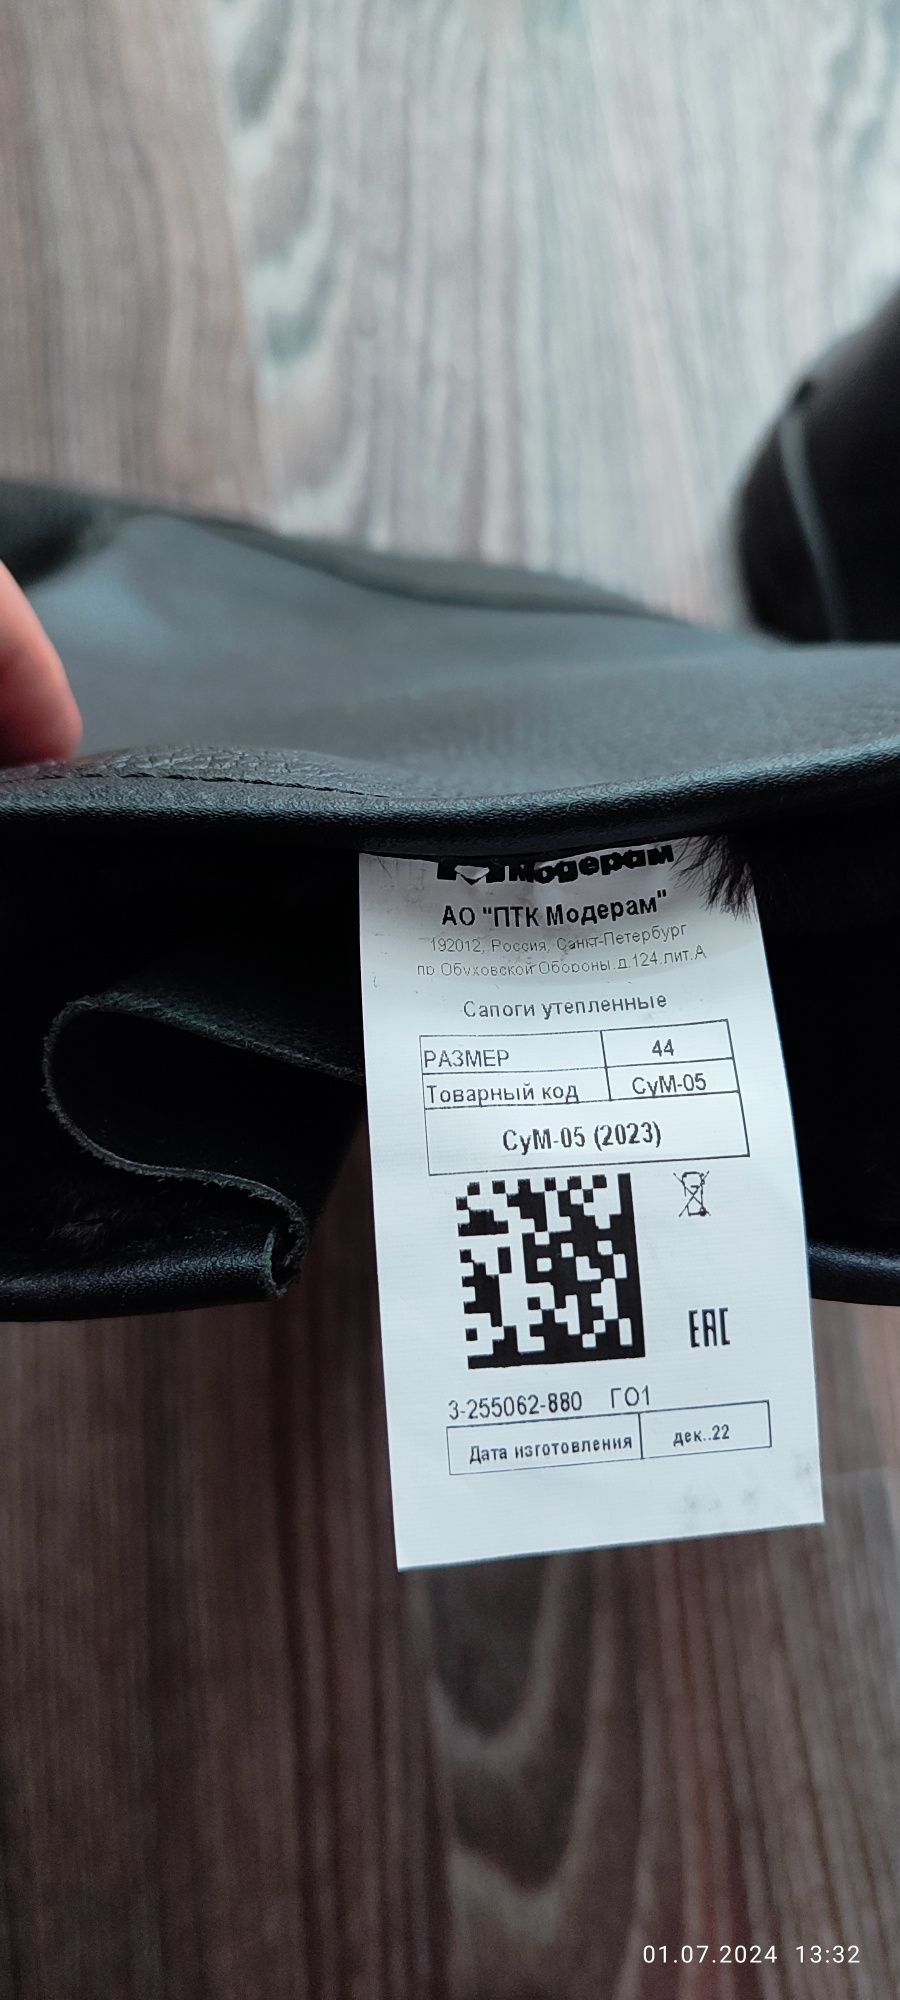 Модерам
АО "ПТК Модерам"
192012, Россия, Санкт-Петербург
пр.Обуховской Обороны.д.124.лит.А
Сапоги утепленные
РАЗМЕР 44
Товарный код СуМ-05
СуМ-05 (2023)
ЕАС
3-255062-880 ГО1
Дата изготовления дек..22
01.07.2024 13:32